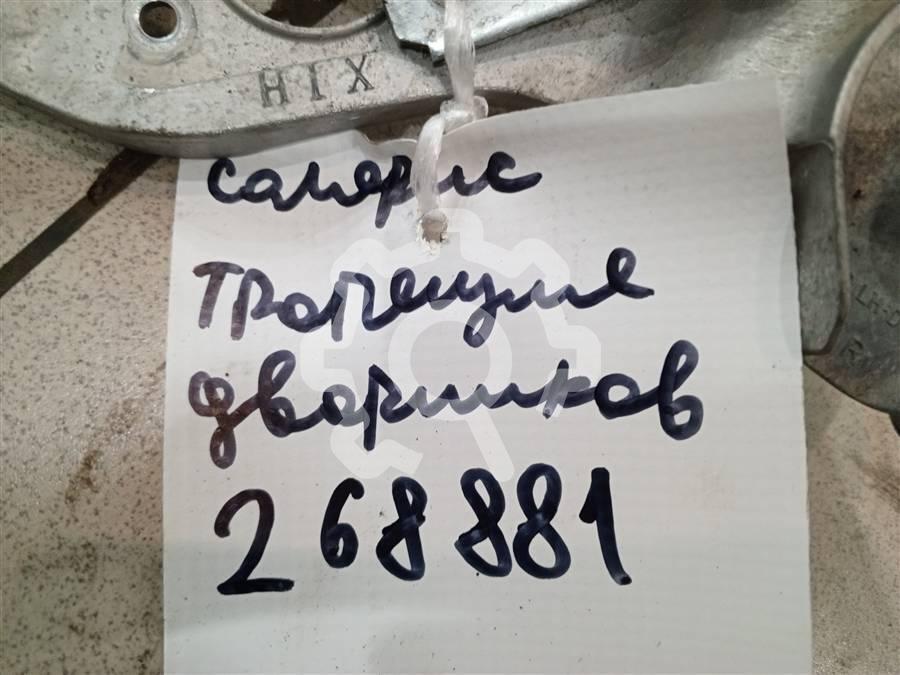 HIX
солярис
трапеция
дворников
268881